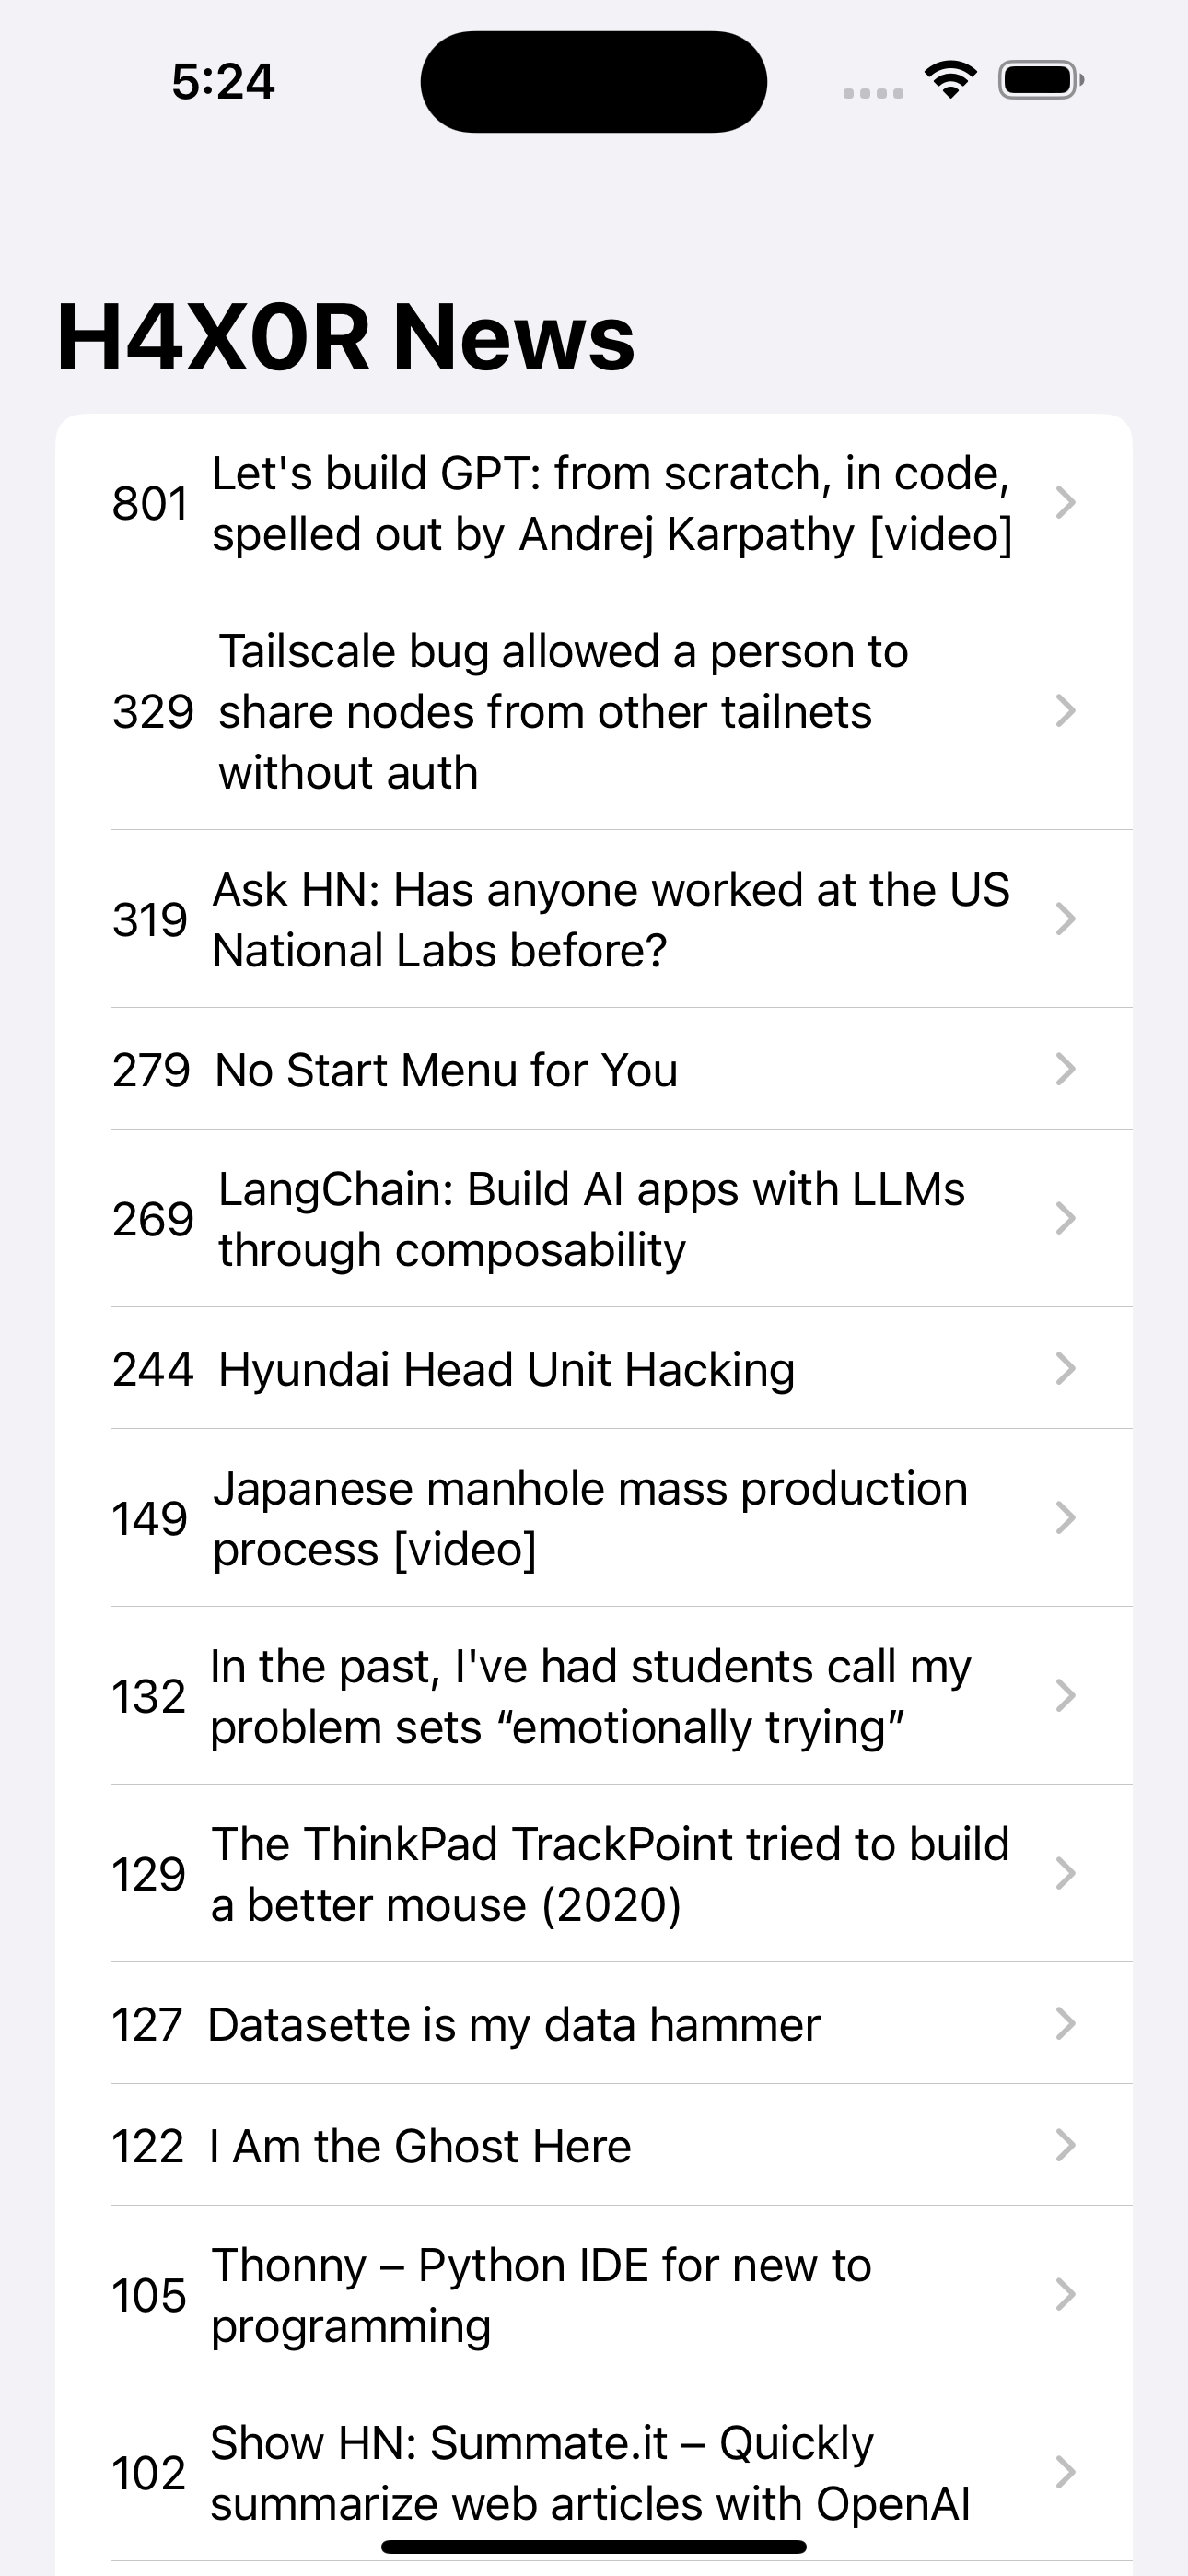 5:24
H4X0R News
801
Let's build GPT: from scratch, in code,
spelled out by Andrej Karpathy [video]
329
Tailscale bug allowed a person to
share nodes from other tailnets
without auth
319
Ask HN: Has anyone worked at the US
National Labs before?
279 No Start Menu for You
269
LangChain: Build AI apps with LLMs
through composability
244 Hyundai Head Unit Hacking
149
Japanese manhole mass production
process [video]
132
In the past, I've had students call my
problem sets “emotionally trying”
129
The ThinkPad TrackPoint tried to build
a better mouse (2020)
127 Datasette is my data hammer
122 I Am the Ghost Here
105
Thonny – Python IDE for new to
programming
102
Show HN: Summate.it – Quickly
summarize web articles with OpenAI